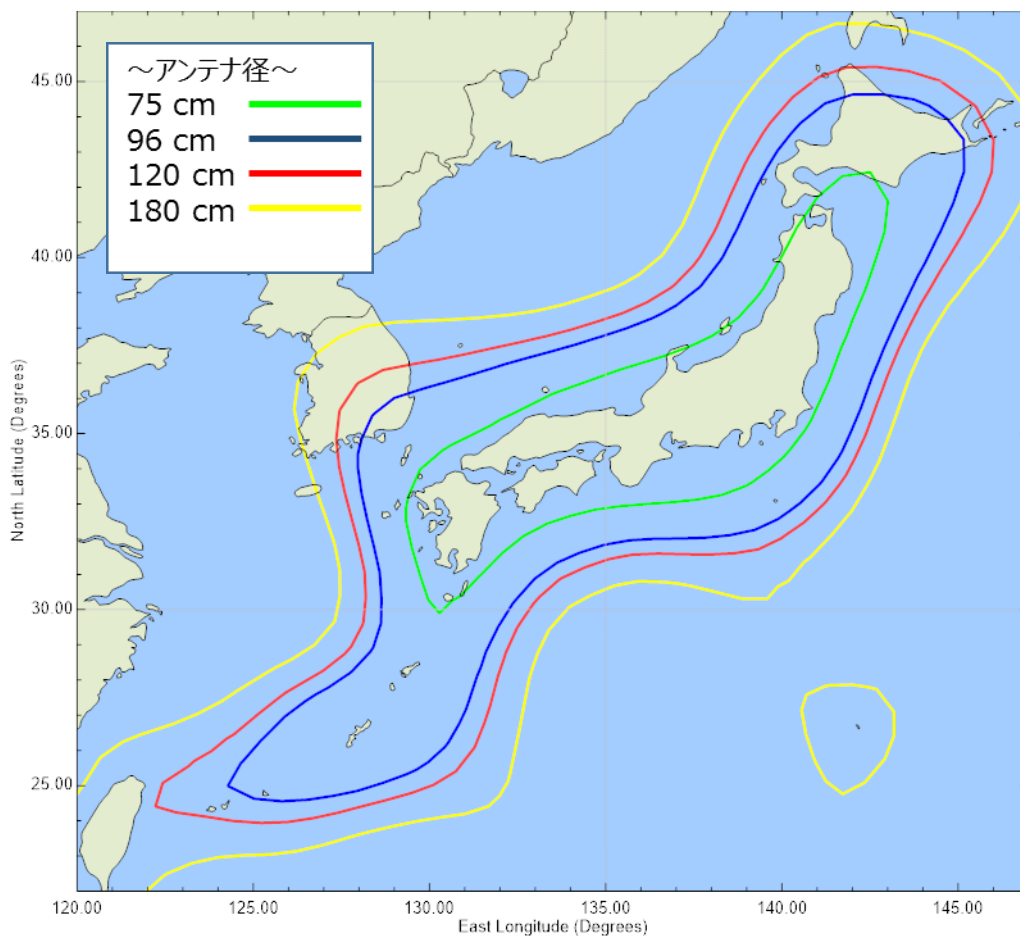 ～アンテナ径～
75 cm
96 cm
120 cm
180 cm
45.00
40.00
35.00
30.00
25.00
North Latitude (Degrees)
120.00 125.00 130.00 135.00 140.00 145.00
East Longitude (Degrees)